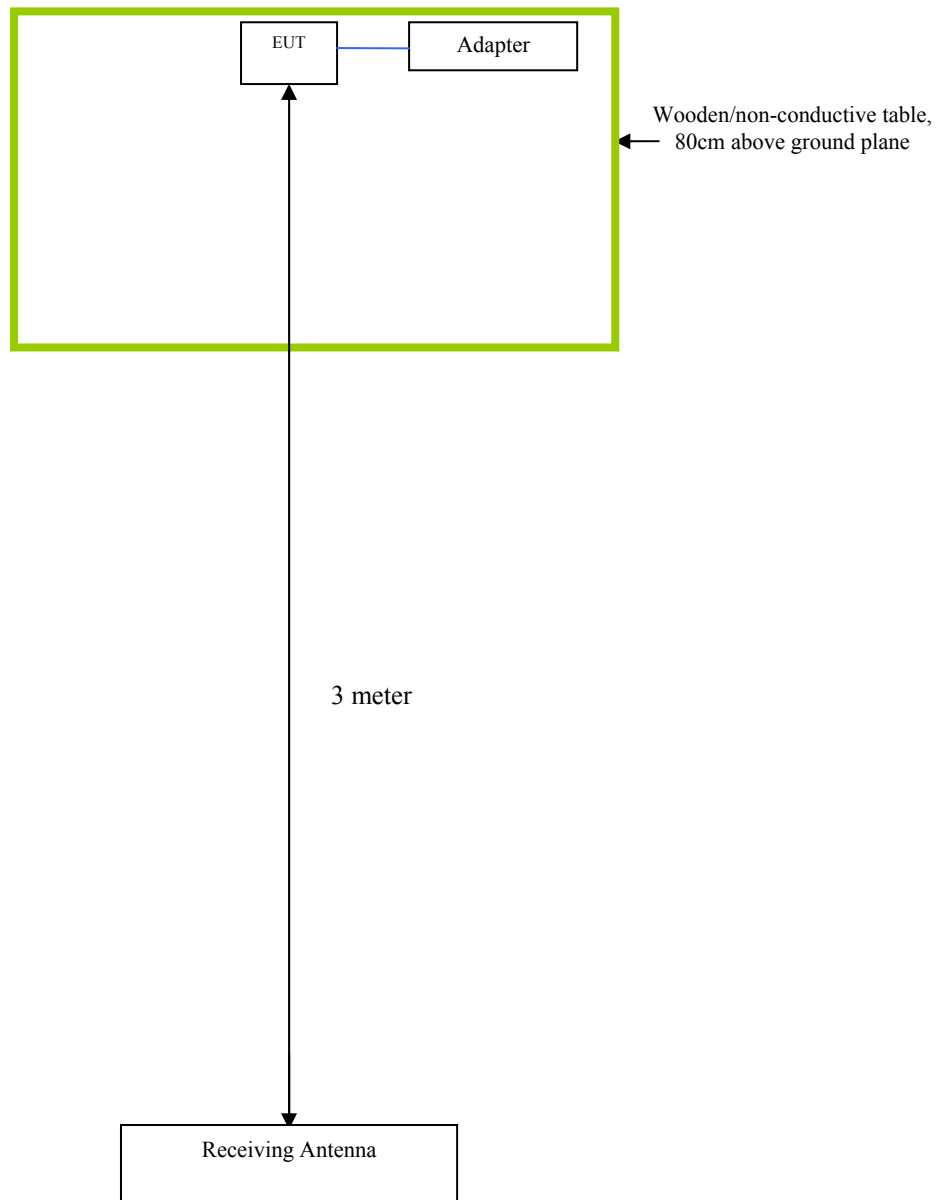 EUT
Adapter
Wooden/non-conductive table,
80cm above ground plane
3 meter
Receiving Antenna